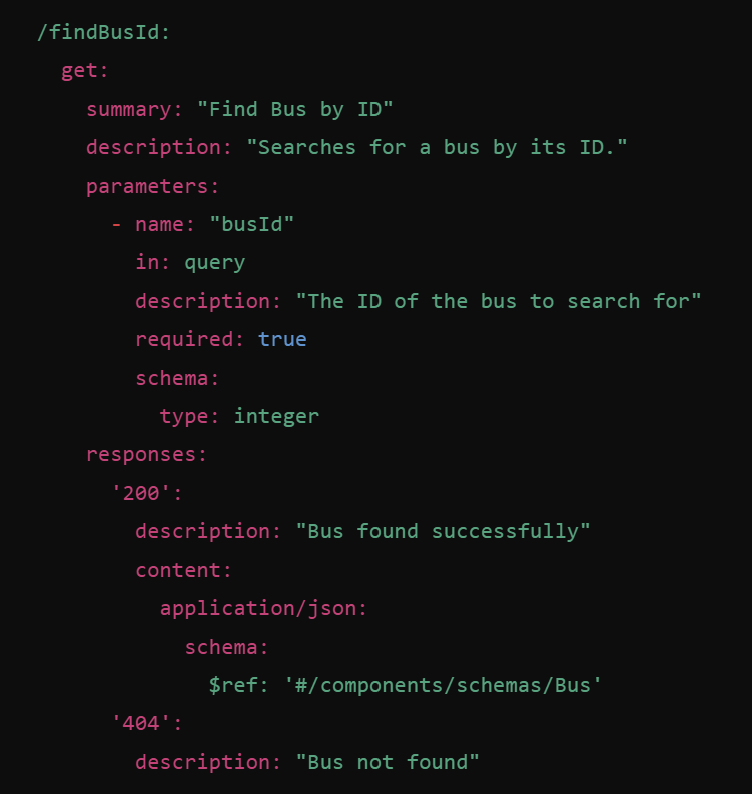 /findBusId:
get:
summary: "Find Bus by ID"
description: "Searches for a bus by its ID."
parameters:
- name: "busId"
in: query
description: "The ID of the bus to search for"
required: true
schema:
type: integer
responses:
'200':
description: "Bus found successfully"
content:
application/json:
schema:
$ref: '#/components/schemas/Bus'
'404':
description: "Bus not found"